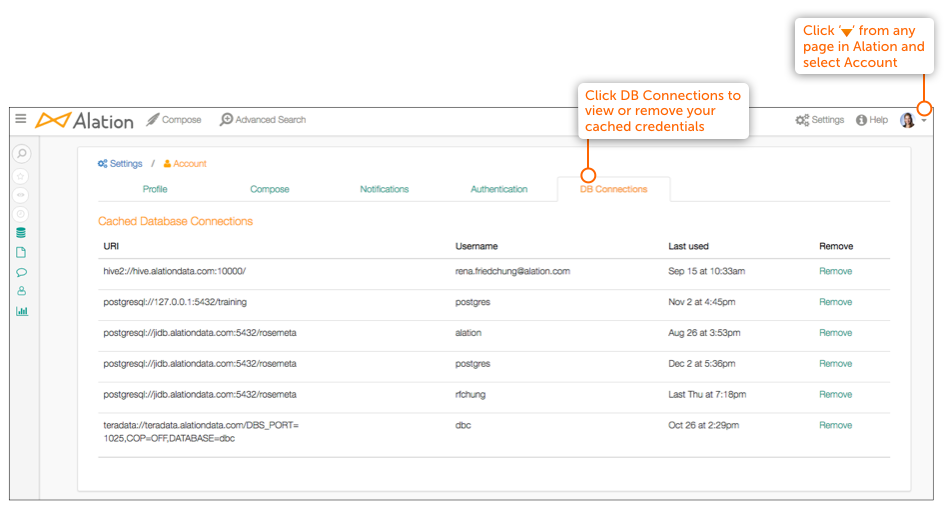 Click ‘▼’ from any
page in Alation and
select Account
Click DB Connections to
view or remove your
cached credentials
Alation Compose Advanced Search Settings Help
Settings / Account
Profile Compose Notifications Authentication DB Connections
Cached Database Connections
URI Username Last used Remove
hive2://hive.alationdata.com:10000/ rena.friedchung@alation.com Sep 15 at 10:33am Remove
postgresql://127.0.0.1:5432/training postgres Nov 2 at 4:45pm Remove
postgresql://jidb.alationdata.com:5432/rosemeta alation Aug 26 at 3:53pm Remove
postgresql://jidb.alationdata.com:5432/rosemeta postgres Dec 2 at 5:36pm Remove
postgresql://jidb.alationdata.com:5432/rosemeta rfchung Last Thu at 7:18pm Remove
teradata://teradata.alationdata.com/DBS_PORT= dbc Oct 26 at 2:29pm Remove
1025,COP=OFF,DATABASE=dbc